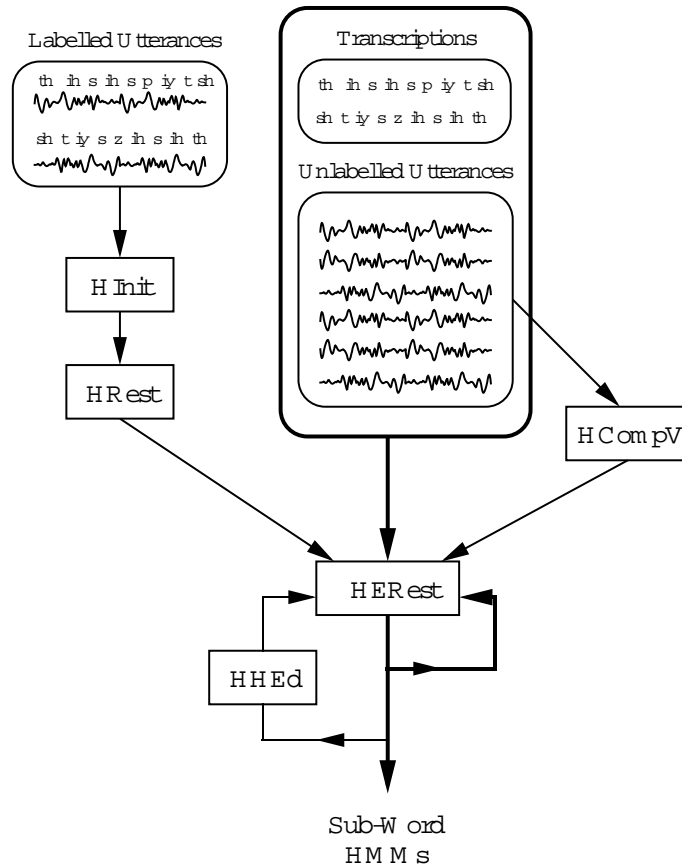 Labelled Utterances
th ih s ih s p iy t sh
sh t iy s z ih s ih th
HInit
HRest
Transcriptions
th ih s ih s p iy t sh
sh t iy s z ih s ih th
Unlabelled Utterances
HCompV
HERest
HHEd
Sub-Word
HMMs